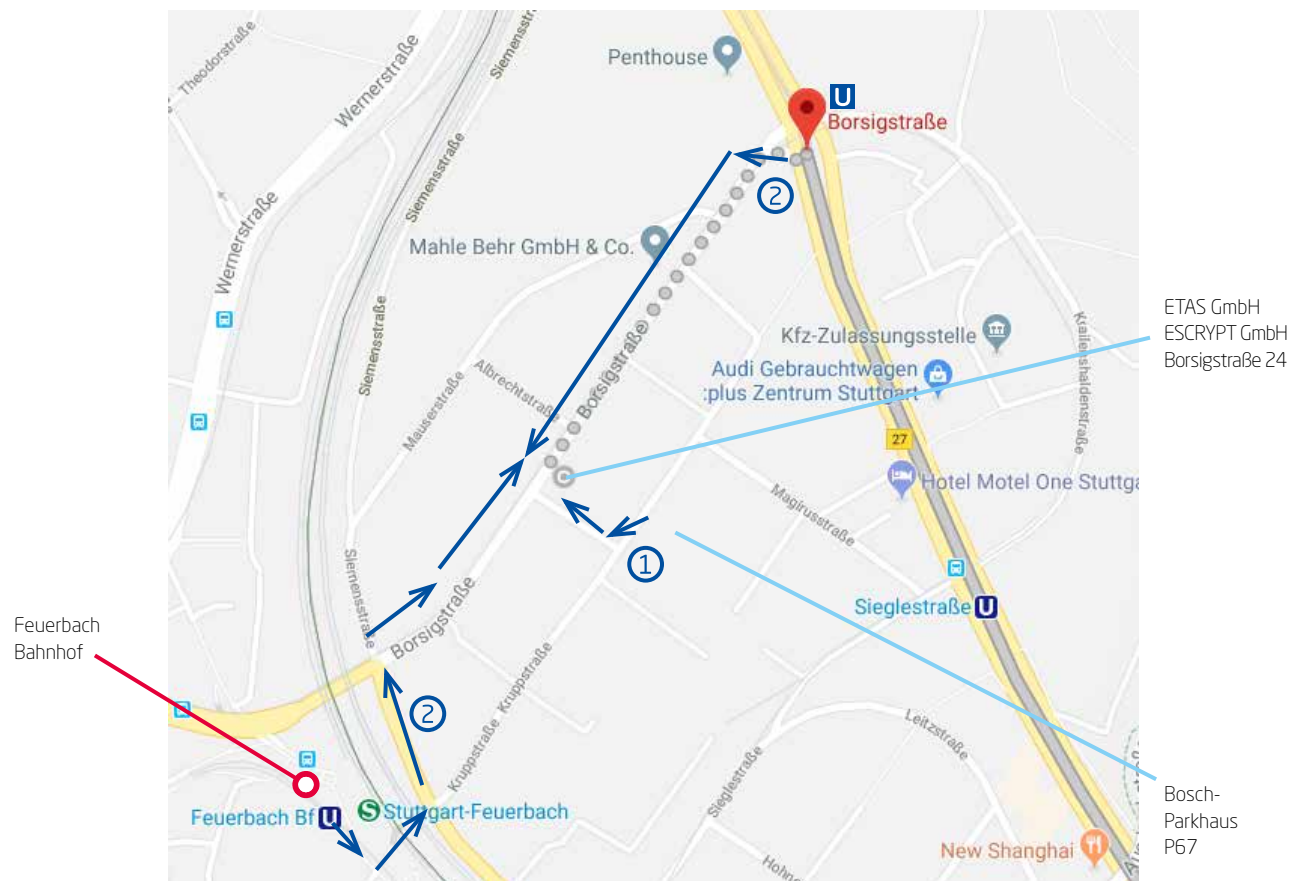 Theodorstraße
Siemensstraße
Wernerstraße
Penthouse
U
Borsigstraße
Siemensstraße
2
Wernerstraße
Mahle Behr GmbH & Co.
Siemensstraße
Krailenshaldenstraße
Kfz-Zulassungsstelle
Borsigstraße
Albrechtstraße
Mauserstraße
Audi Gebrauchtwagen
:plus Zentrum Stuttgart
27
Hotel Motel One Stuttga
Magirusstraße
1
Siemensstraße
Borsigstraße
Sieglestraße U
Kruppstraße
Kruppstraße
2
Leitzstraße
Sieglestraße
Feuerbach Bf U
S Stuttgart-Feuerbach
New Shanghai
ETAS GmbH
ESCRYPT GmbH
Borsigstraße 24
Feuerbach
Bahnhof
Bosch-
Parkhaus
P67